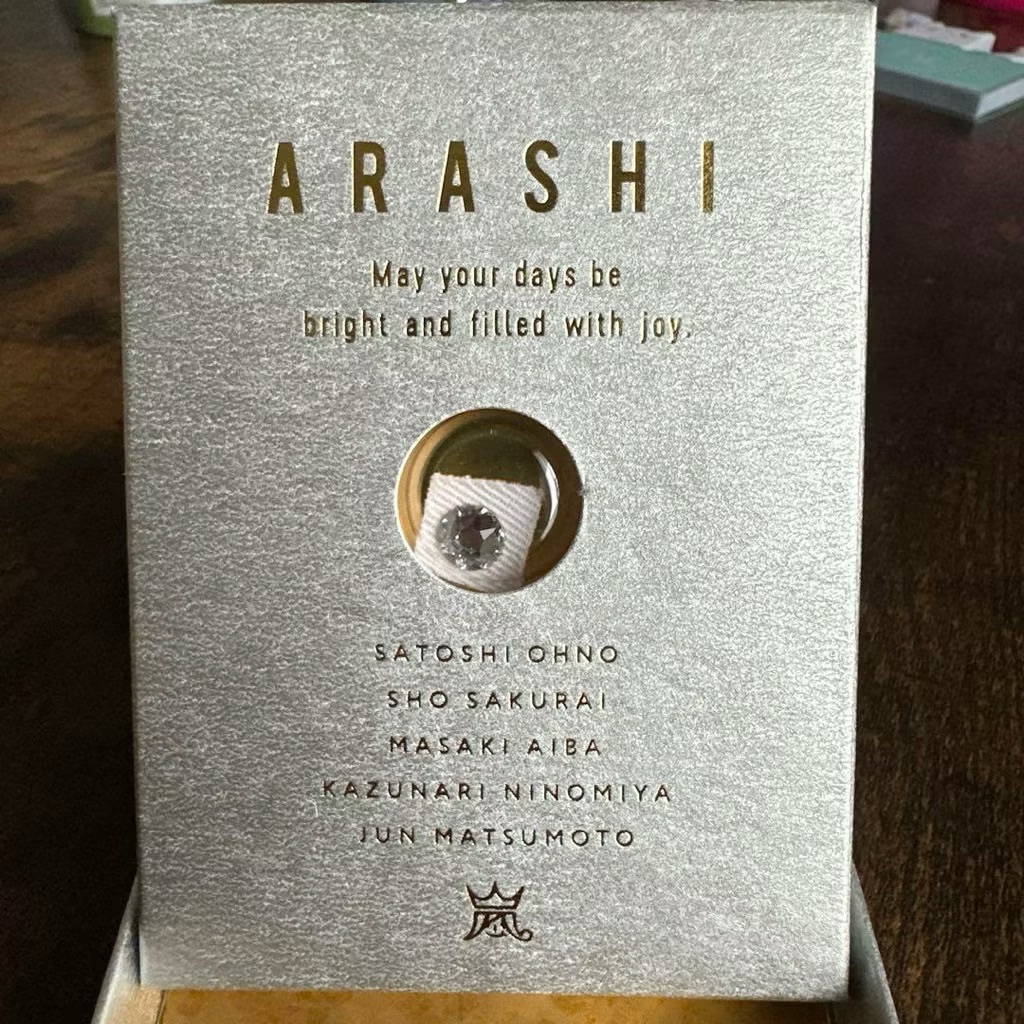 ARASHI
May your days be
bright and filled with joy.
SATOSHI OHNO
SHO SAKURAI
MASAKI AIBA
KAZUNARI NINOMIYA
JUN MATSUMOTO